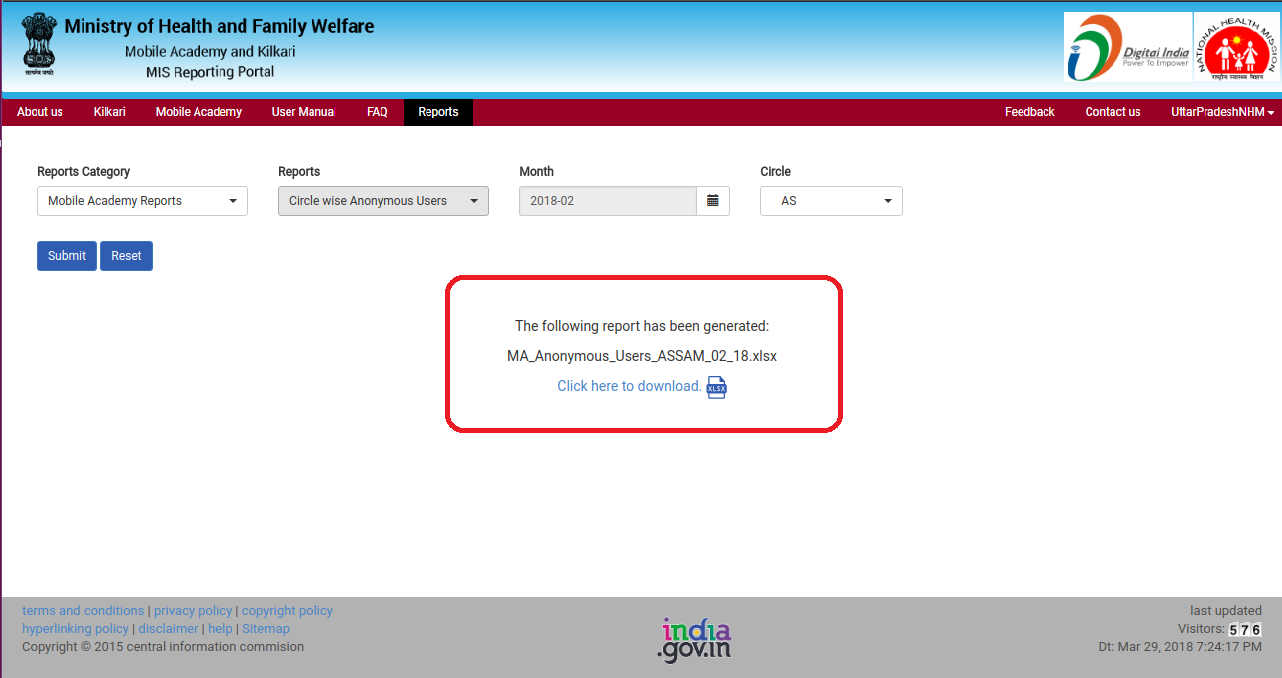 Ministry of Health and Family Welfare
Mobile Academy and Kilkari
MIS Reporting Portal
सत्यमेव जयते
Digital India
Power To Empower
NATIONAL HEALTH MISSION
राष्ट्रीय स्वास्थ्य मिशन
About us Kilkari Mobile Academy User Manual FAQ Reports Feedback Contact us UttarPradeshNHM
Reports Category Reports Month Circle
Mobile Academy Reports Circle wise Anonymous Users 2018-02 AS
Submit Reset
The following report has been generated:
MA_Anonymous_Users_ASSAM_02_18.xlsx
Click here to download. XLSX
terms and conditions | privacy policy | copyright policy
hyperlinking policy | disclaimer | help | Sitemap
Copyright © 2015 central information commision
india
.gov.in
last updated
Visitors: 576
Dt: Mar 29, 2018 7:24:17 PM